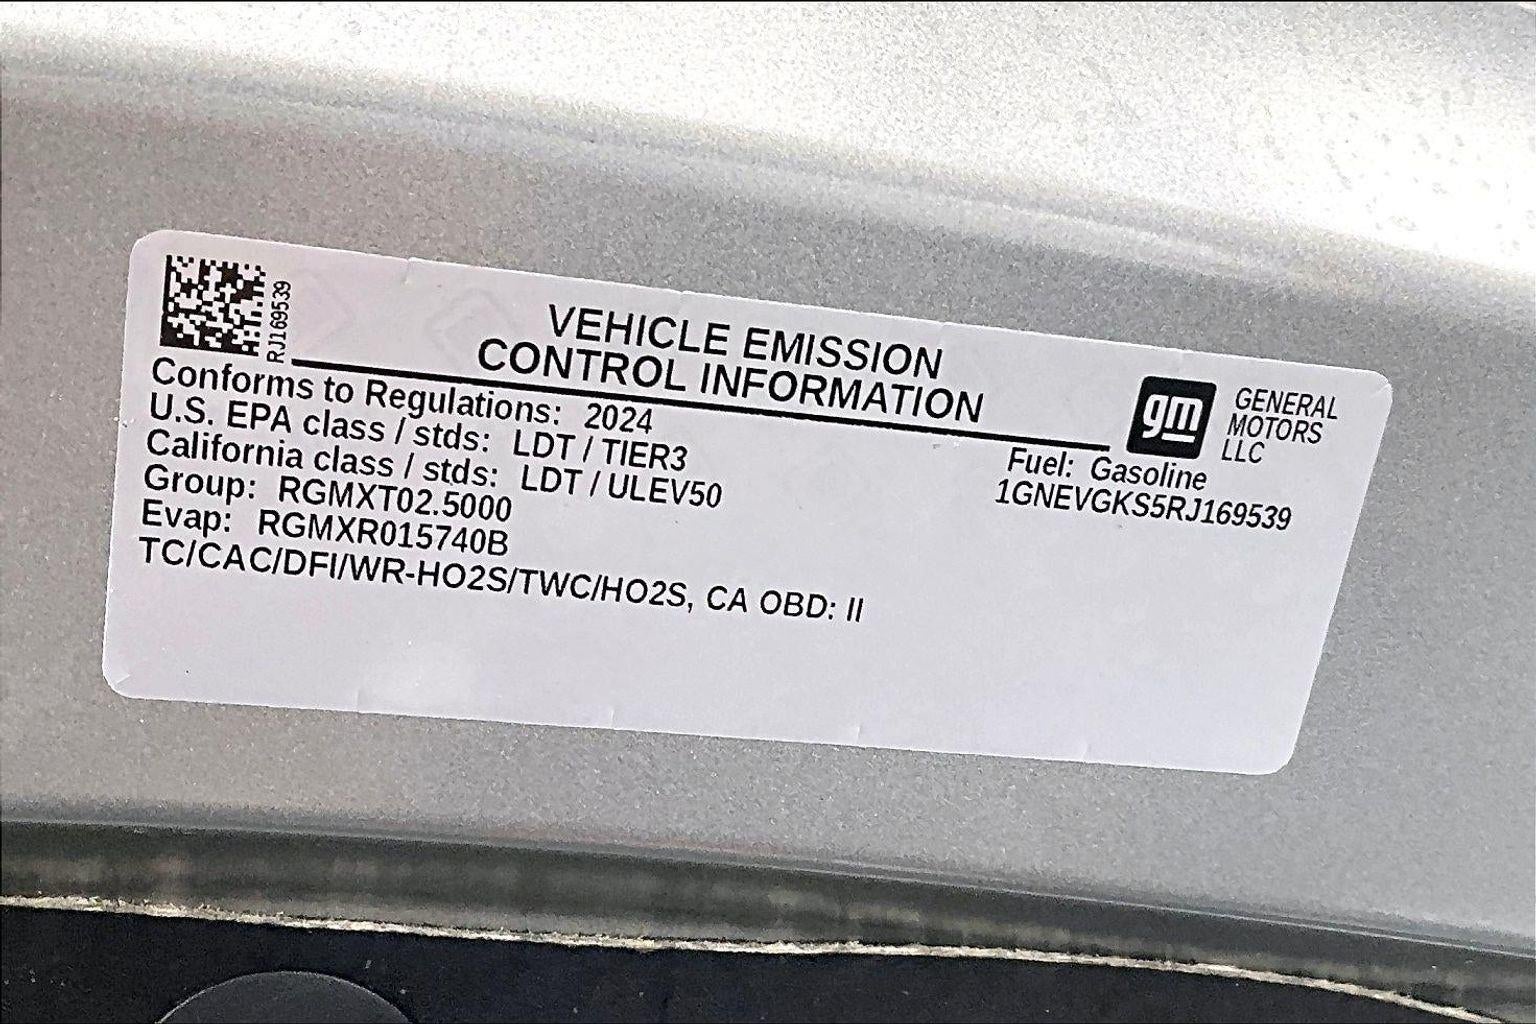 RJ169539
VEHICLE EMISSION
CONTROL INFORMATION
gm
GENERAL
MOTORS
LLC
Conforms to Regulations: 2024
U.S. EPA class / stds: LDT / TIER3
California class / stds: LDT / ULEV50
Group: RGMXT02.5000
Evap: RGMXR015740B
TC/CAC/DFI/WR-HO2S/TWC/HO2S, CA OBD: II
Fuel: Gasoline
1GNEVGKS5RJ169539